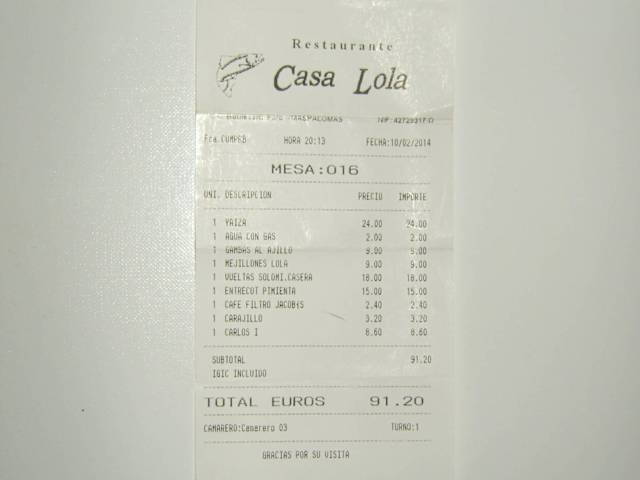 Restaurante
Casa Lola
MASPALOMAS
HORA 20:13 FECHA:10/02/2014
MESA:016
UNI. DESCRIPCION PRECIO IMPORTE
1 YAIZA 24.00 24.00
1 AGUA CON GAS 2.00 2.00
1 GAMBAS AL AJILLO 9.00 9.00
1 MEJILLONES LOLA 9.00 9.00
1 VUELTAS SOLOMI.CASERA 18.00 18.00
1 ENTRECOT PIMIENTA 15.00 15.00
1 CAFE FILTRO JACOB¡S 2.40 2.40
1 CARAJILLO 3.20 3.20
1 CARLOS I 8.60 8.60
SUBTOTAL 91.20
IGIC INCLUIDO
TOTAL EUROS 91.20
CAMARERO:Camarero 03 TURNO:1
GRACIAS POR SU VISITA